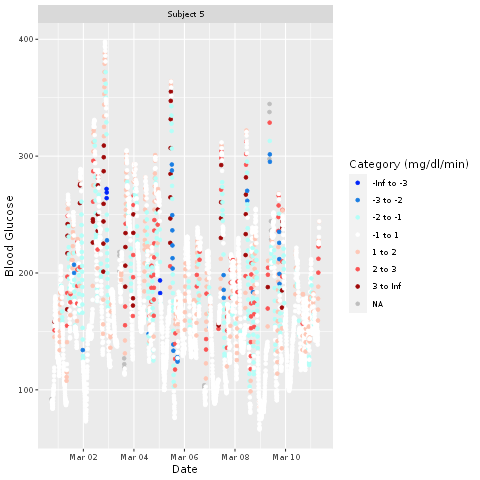 Subject 5
400
300
200
100
Blood Glucose
Mar 02
Mar 04
Mar 06
Mar 08
Mar 10
Date
Category (mg/dl/min)
-Inf to -3
-3 to -2
-2 to -1
-1 to 1
1 to 2
2 to 3
3 to Inf
NA